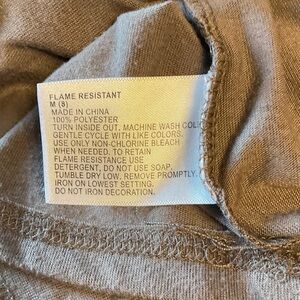 FLAME RESISTANT
M (8)
MADE IN CHINA
100% POLYESTER
TURN INSIDE OUT. MACHINE WASH COL
GENTLE CYCLE WITH LIKE COLORS.
USE ONLY NON-CHLORINE BLEACH
WHEN NEEDED. TO RETAIN
FLAME RESISTANCE USE
DETERGENT, DO NOT USE SOAP.
TUMBLE DRY LOW. REMOVE PROMPTLY.
IRON ON LOWEST SETTING.
DO NOT IRON DECORATION.